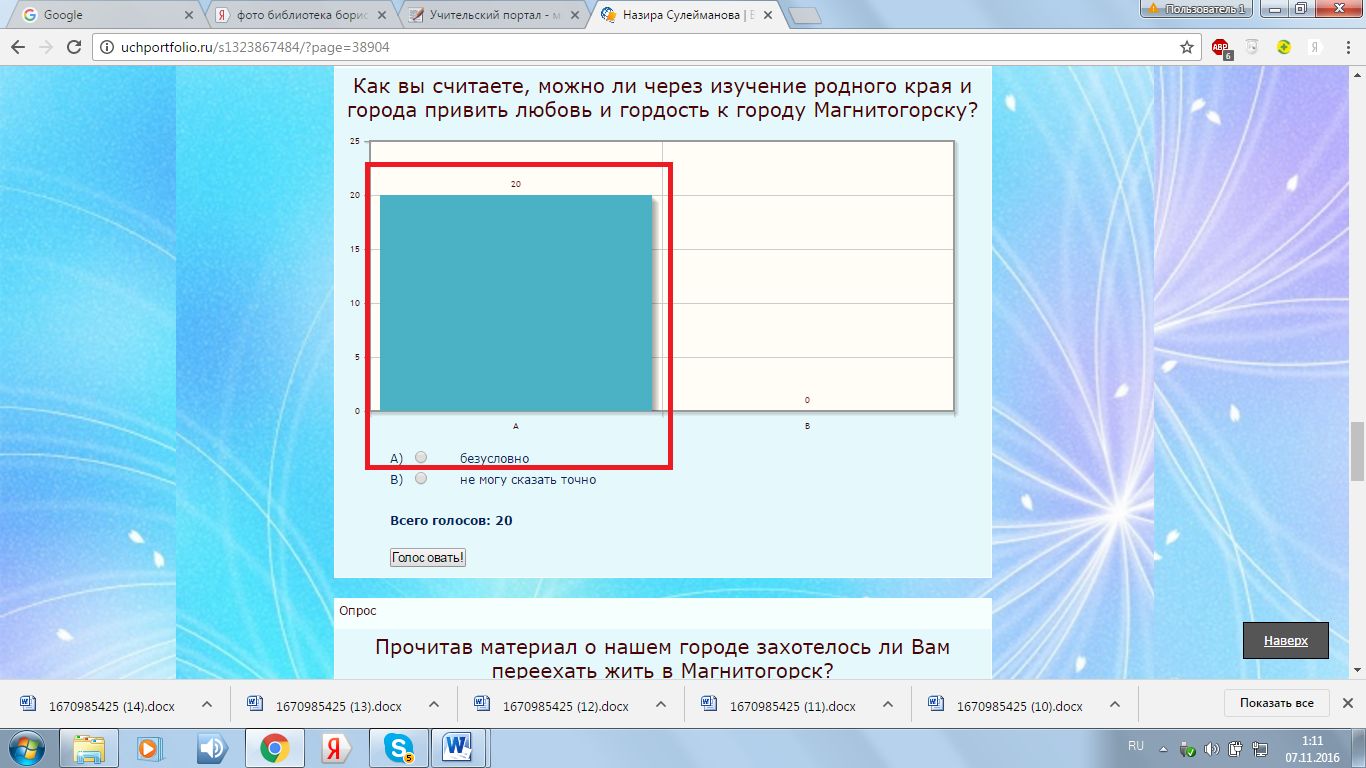 Google
фото библиотека борис
Учительский портал - м
Назира Сулейманова | Е
Пользователь 1
uchportfolio.ru/s1323867484/?page=38904
ABP
6
Я
Как вы считаете, можно ли через изучение родного края и
города привить любовь и гордость к городу Магнитогорску?
25
20
20
15
10
5
0
0
A
B
A) безусловно
B) не могу сказать точно
Всего голосов: 20
Голосовать!
Опрос
Прочитав материал о нашем городе захотелось ли Вам
переехать жить в Магнитогорск?
Наверх
1670985425 (14).docx
1670985425 (13).docx
1670985425 (12).docx
1670985425 (11).docx
1670985425 (10).docx
Показать все
Я
5
RU
1:11
07.11.2016